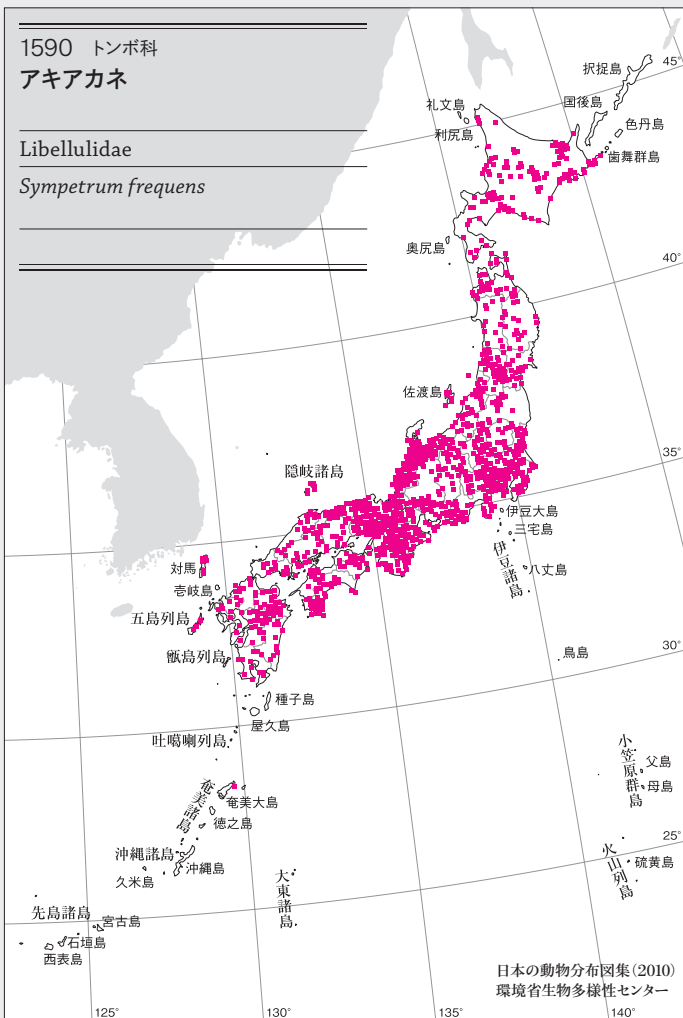 1590 トンボ科
アキアカネ
Libellulidae
Sympetrum frequens
択捉島
45°
国後島
礼文島
色丹島
利尻島
歯舞群島
奥尻島
40°
佐渡島
35°
隠岐諸島
伊豆大島
三宅島
伊豆諸島
八丈島
対馬
壱岐島
五島列島
甑島列島
鳥島
30°
種子島
屋久島
吐噶喇列島
小笠原群島
父島
母島
奄美諸島
奄美大島
徳之島
25°
火山列島
硫黄島
沖縄諸島
沖縄島
久米島
大東諸島
先島諸島
宮古島
石垣島
西表島
日本の動物分布図集(2010)
環境省生物多様性センター
125°
130°
135°
140°